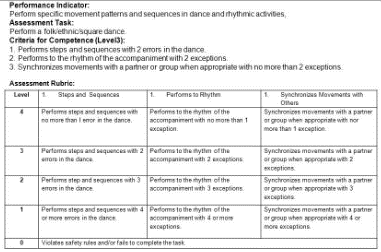 Performance Indicator:
Perform specific movement patterns and sequences in dance and rhythmic activities.
Assessment Task:
Perform a folk/ethnic/square dance.
Criteria for Competence (Level3):
1. Performs steps and sequences with 2 errors in the dance.
2. Performs to the rhythm of the accompaniment with 2 exceptions.
3. Synchronizes movements with a partner or group when appropriate with no more than 2 exceptions.
Assessment Rubric:
Level
1. Steps and Sequences
1. Performs to Rhythm
1. Synchronizes Movements with
Others
4
Performs steps and sequences with
no more than 1 error in the dance.
Performs to the rhythm of the
accompaniment with no more than 1
exception.
Synchronizes movements with a partner
or group when appropriate with nor
more than 1 exception.
3
Performs steps and sequences with 2
errors in the dance.
Performs to the rhythm of the
accompaniment with 2 exceptions.
Synchronizes movements with a partner
or group when appropriate with 2
exceptions.
2
Performs step and sequences with 3
errors in the dance.
Performs to the rhythm of the
accompaniment with 3 exceptions.
Synchronizes movements with a partner
or group when appropriate with 3
exceptions.
1
Performs steps and sequences with 4
or more errors in the dance.
Performs to the rhythm of the
accompaniment with 4 or more
exceptions.
Synchronizes movements with a partner
or group when appropriate with 4 or
more exceptions.
0
Violates safety rules and/or fails to complete the task.